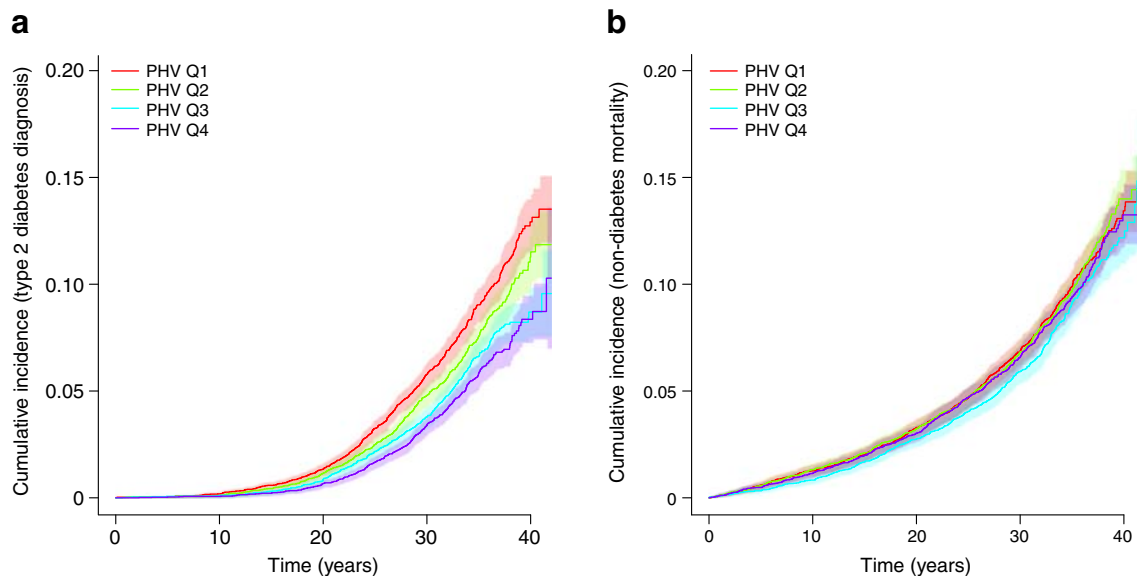 a
Cumulative incidence (type 2 diabetes diagnosis)
0.20
0.15
0.10
0.05
0
PHV Q1
PHV Q2
PHV Q3
PHV Q4
0 10 20 30 40
Time (years)
b
Cumulative incidence (non-diabetes mortality)
0.20
0.15
0.10
0.05
0
PHV Q1
PHV Q2
PHV Q3
PHV Q4
0 10 20 30 40
Time (years)